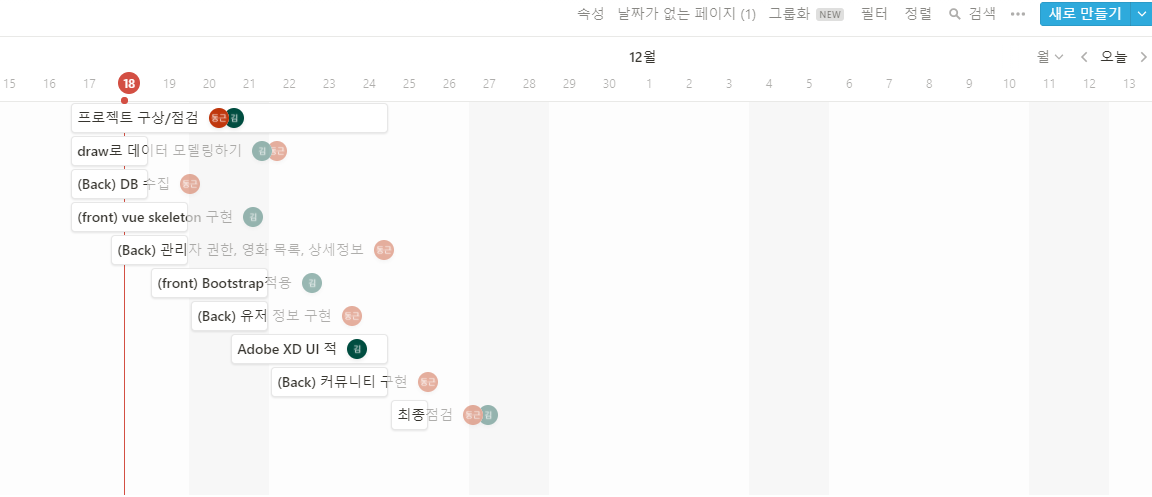 속성 날짜가 없는 페이지 (1) 그룹화 NEW 필터 정렬 검색 ··· 새로 만들기
12월 월 오늘
15 16 17 18 19 20 21 22 23 24 25 26 27 28 29 30 1 2 3 4 5 6 7 8 9 10 11 12 13
프로젝트 구상/점검 동근 김
draw로 데이터 모델링하기 김 동근
(Back) DB 수집 동근
(front) vue skeleton 구현 김
(Back) 관리자 권한, 영화 목록, 상세정보 동근
(front) Bootstrap적용 김
(Back) 유저 정보 구현 동근
Adobe XD UI 적 김
(Back) 커뮤니티 구현 동근
최종점검 동근 김